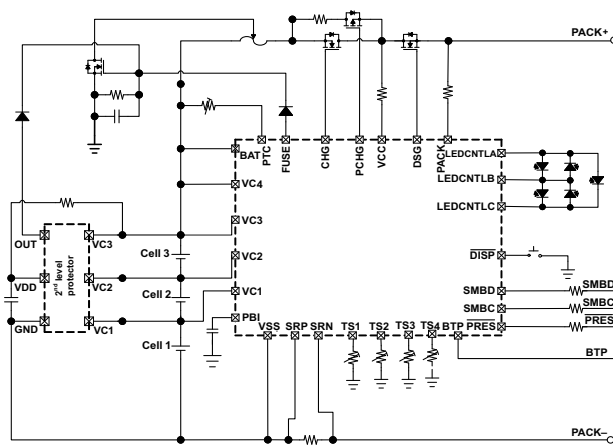 PACK+
BAT
PTC
FUSE
CHG
PCHG
VCC
DSG
PACK
LEDCNTLA
LEDCNTLB
LEDCNTLC
VC4
VC3
VC2
VC1
PBI
OUT
VDD
GND
2nd level
protector
VC3
VC2
VC1
Cell 3
Cell 2
Cell 1
DISP
SMBD
SMBC
PRES
SMBD
SMBC
PRES
VSS
SRP
SRN
TS1
TS2
TS3
TS4
BTP
BTP
PACK–